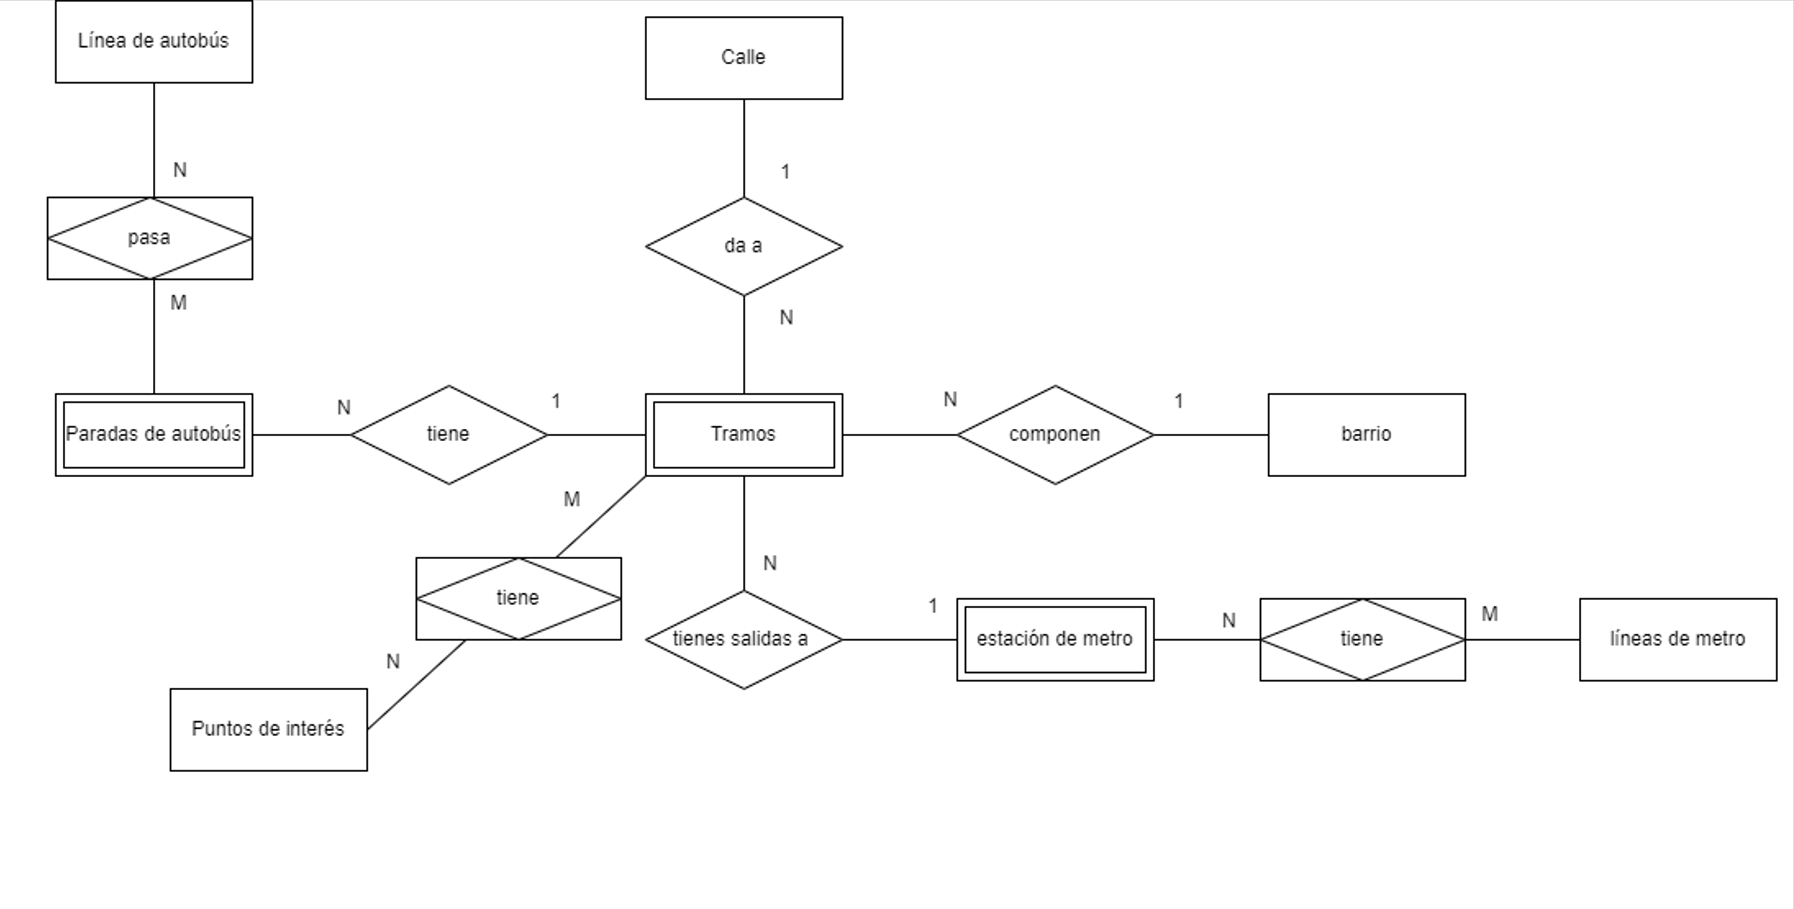 Línea de autobús
Calle
N
1
pasa
da a
M
N
Paradas de autobús
N
tiene
1
Tramos
N
componen
1
barrio
M
tiene
N
N
Puntos de interés
tienes salidas a
1
estación de metro
N
tiene
M
líneas de metro